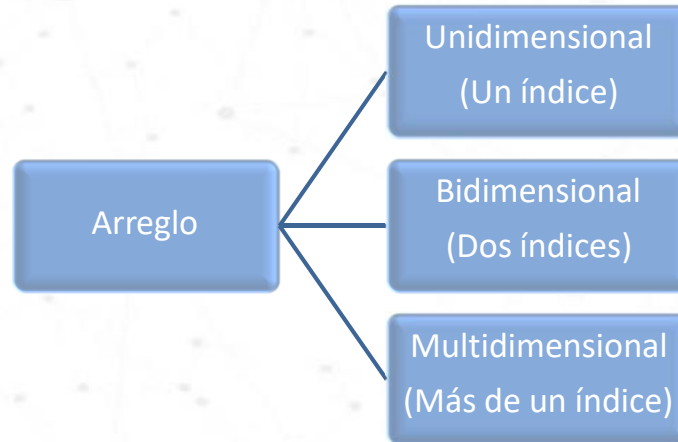 Arreglo
Unidimensional
(Un índice)
Bidimensional
(Dos índices)
Multidimensional
(Más de un índice)